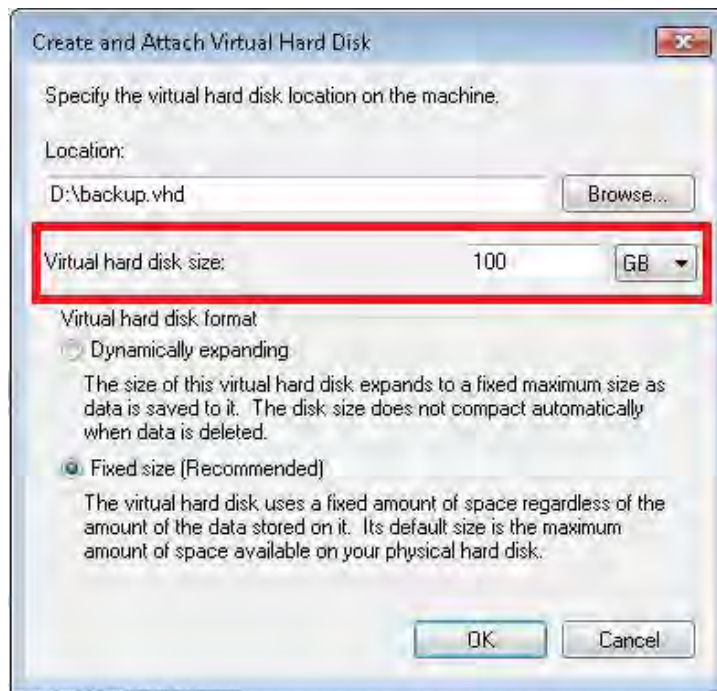 Create and Attach Virtual Hard Disk
Specify the virtual hard disk location on the machine.
Location:
D:\backup.vhd Browse...
Virtual hard disk size: 100 GB
Virtual hard disk format
Dynamically expanding
The size of this virtual hard disk expands to a fixed maximum size as
data is saved to it. The disk size does not compact automatically
when data is deleted.
Fixed size (Recommended)
The virtual hard disk uses a fixed amount of space regardless of the
amount of the data stored on it. Its default size is the maximum
amount of space available on your physical hard disk.
OK Cancel